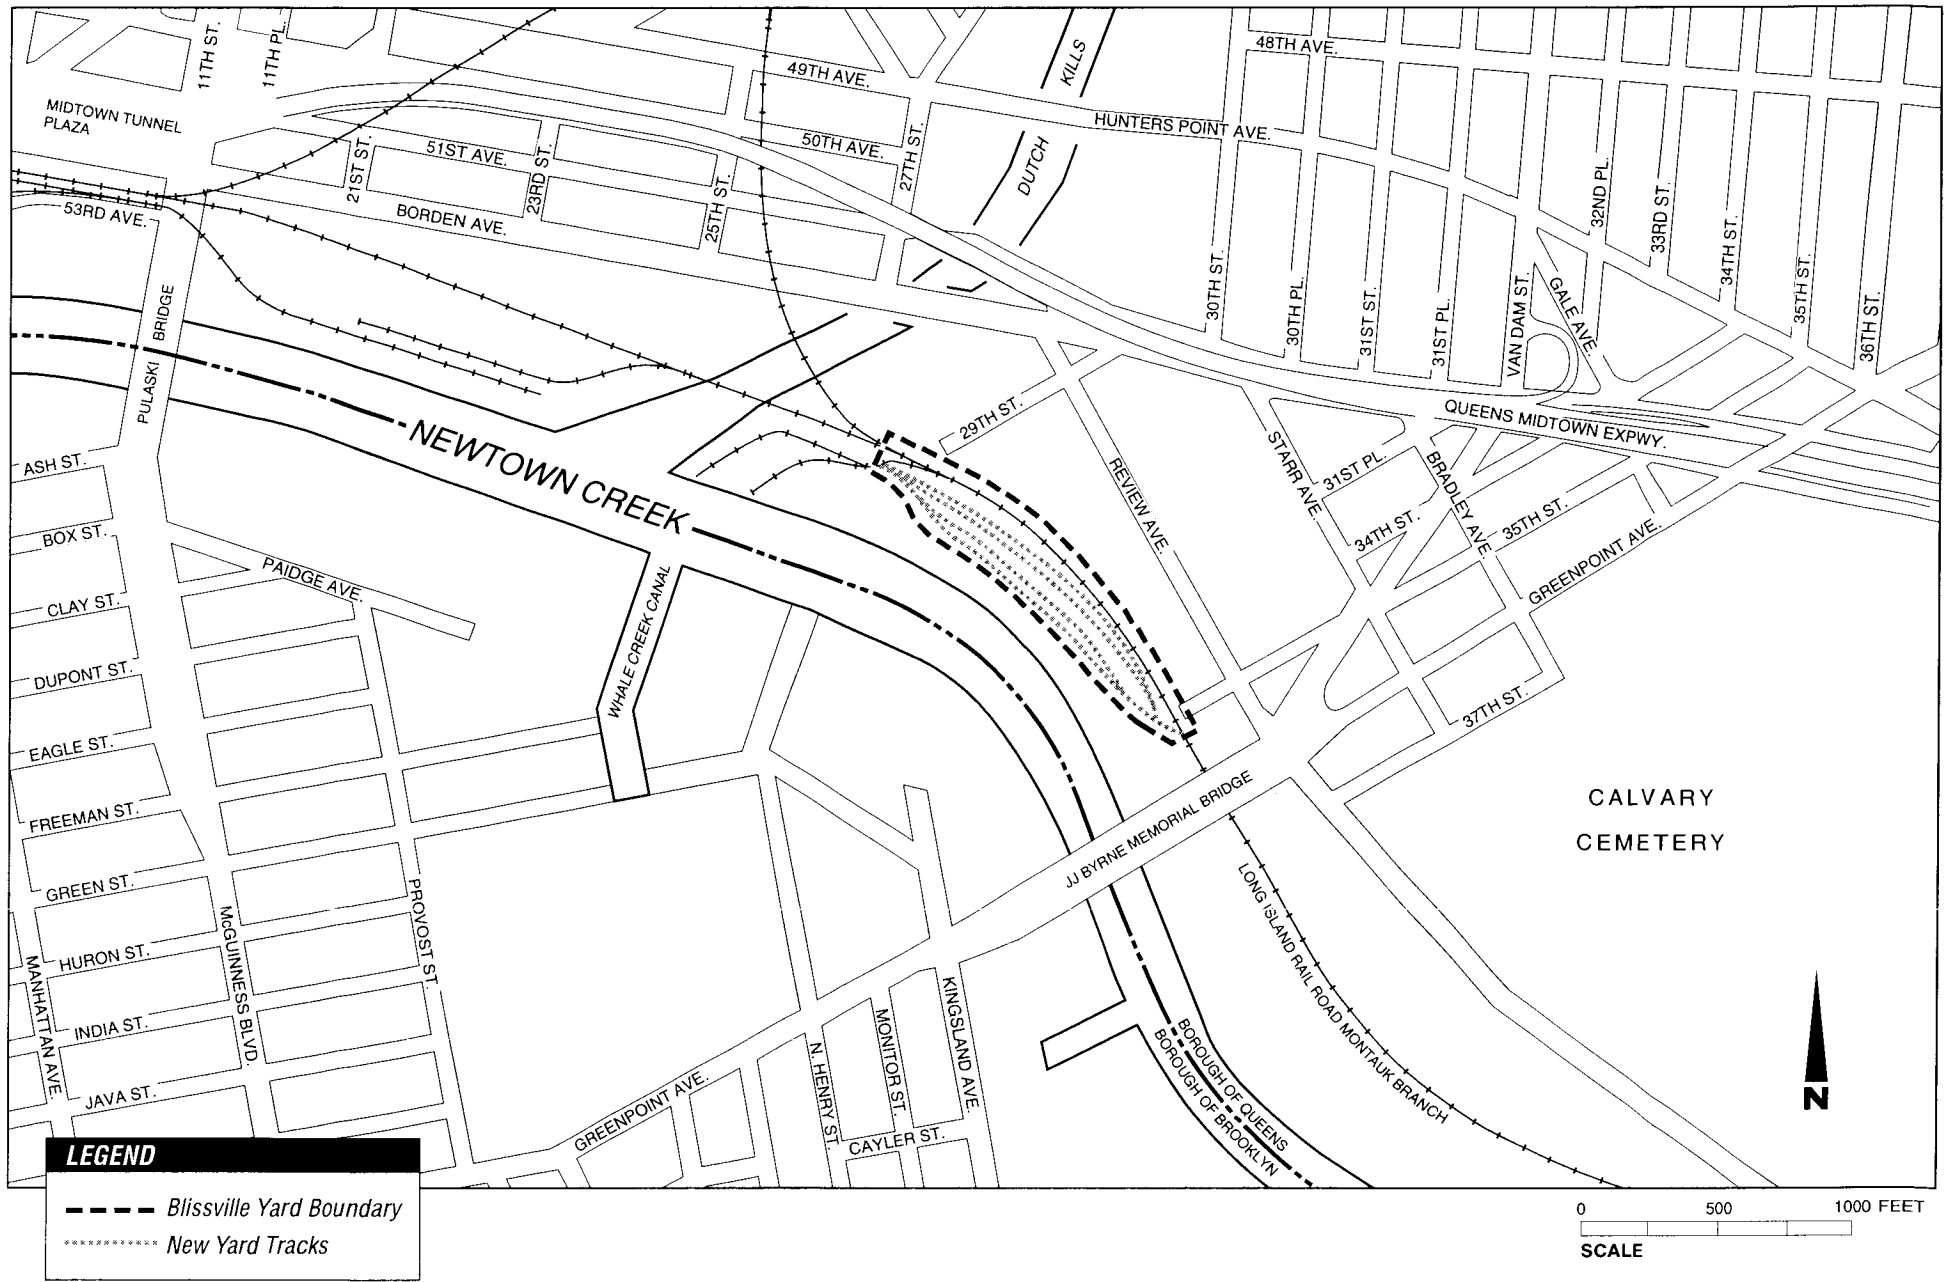 11TH ST.
11TH PL.
48TH AVE.
KILLS
49TH AVE.
MIDTOWN TUNNEL
PLAZA
HUNTERS POINT AVE.
51ST AVE.
50TH AVE.
21ST ST.
23RD ST.
25TH ST.
27TH ST.
DUTCH
53RD AVE.
BORDEN AVE.
30TH ST.
30TH PL.
31ST ST.
31ST PL.
VAN DAM ST.
GALE AVE.
32ND PL.
33RD ST.
34TH ST.
35TH ST.
36TH ST.
PULASKI BRIDGE
NEWTOWN CREEK
29TH ST.
QUEENS MIDTOWN EXPWY.
ASH ST.
REVIEW AVE.
STARR AVE.
31ST PL.
BRADLEY AVE.
34TH ST.
35TH ST.
GREENPOINT AVE.
BOX ST.
PAIDGE AVE.
CLAY ST.
WHALE CREEK CANAL
DUPONT ST.
37TH ST.
EAGLE ST.
FREEMAN ST.
JJ BYRNE MEMORIAL BRIDGE
CALVARY
CEMETERY
GREEN ST.
PROVOST ST.
McGUINNESS BLVD.
LONG ISLAND RAIL ROAD MONTAUK BRANCH
HURON ST.
MANHATTAN AVE.
INDIA ST.
KINGSLAND AVE.
MONITOR ST.
N. HENRY ST.
BOROUGH OF QUEENS
BOROUGH OF BROOKLYN
JAVA ST.
GREENPOINT AVE.
CAYLER ST.
N
LEGEND
Blissville Yard Boundary
New Yard Tracks
0 500 1000 FEET
SCALE